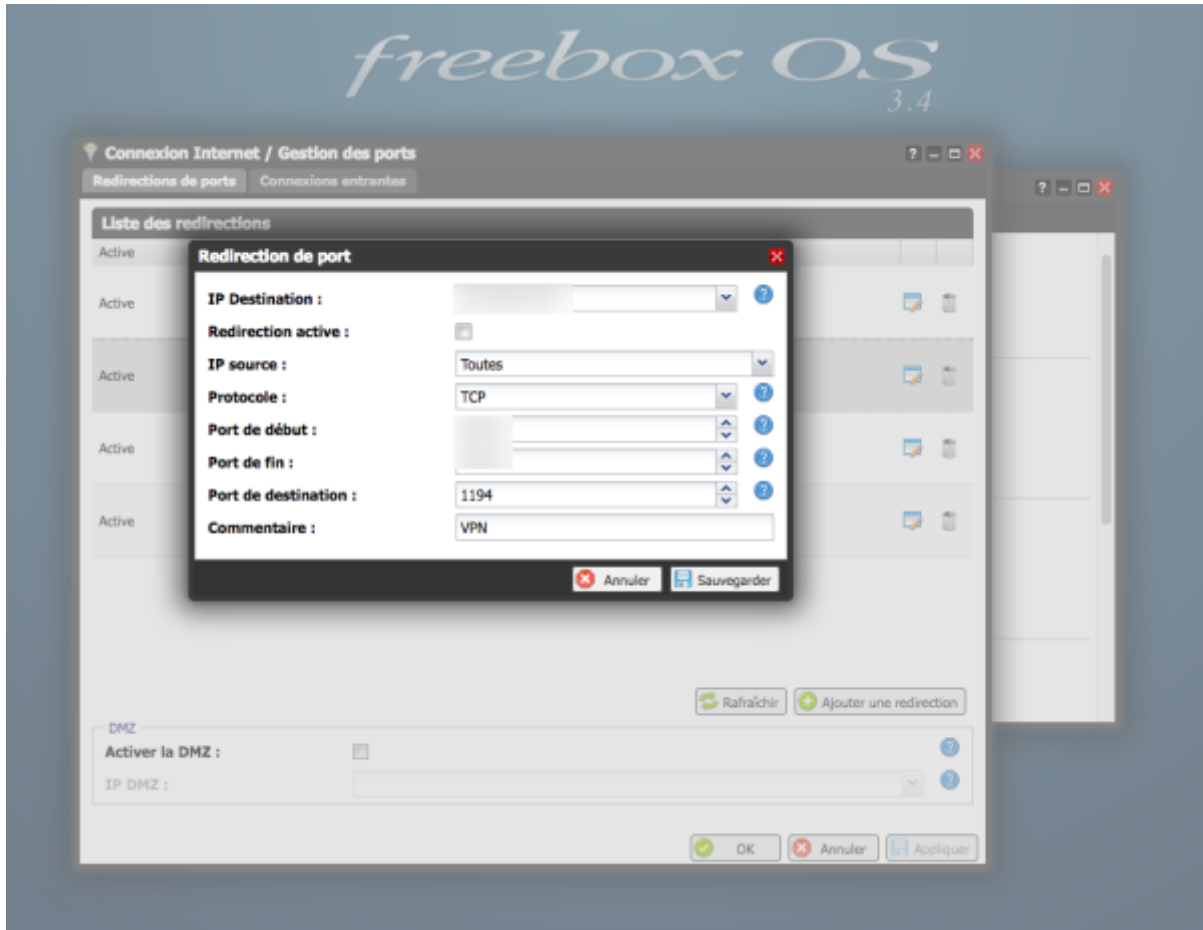 freebox OS
3.4
Connexion Internet / Gestion des ports
Redirections de ports Connexions entrantes
Liste des redirections
Active
Redirection de port
IP Destination :
Active
Redirection active :
IP source : Toutes
Active
Protocole : TCP
Port de début :
Active
Port de fin :
Port de destination : 1194
Active
Commentaire : VPN
Annuler Sauvegarder
Rafraîchir Ajouter une redirection
DMZ
Activer la DMZ :
IP DMZ :
OK Annuler Appliquer